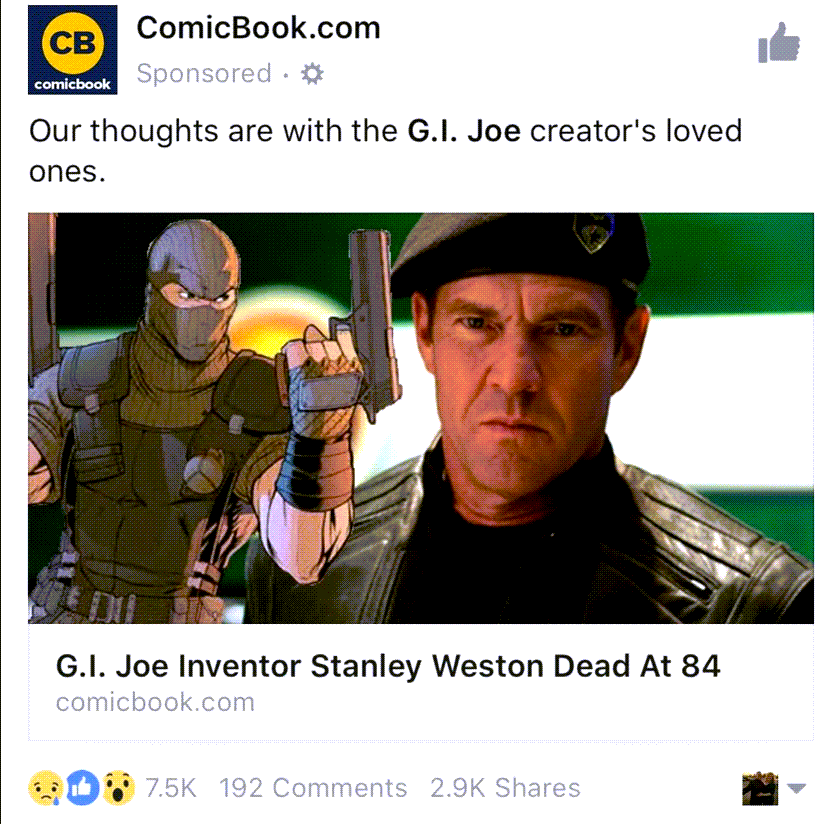 CB
comicbook
ComicBook.com
Sponsored ·
Our thoughts are with the G.I. Joe creator's loved
ones.
G.I. Joe Inventor Stanley Weston Dead At 84
comicbook.com
7.5K 192 Comments 2.9K Shares